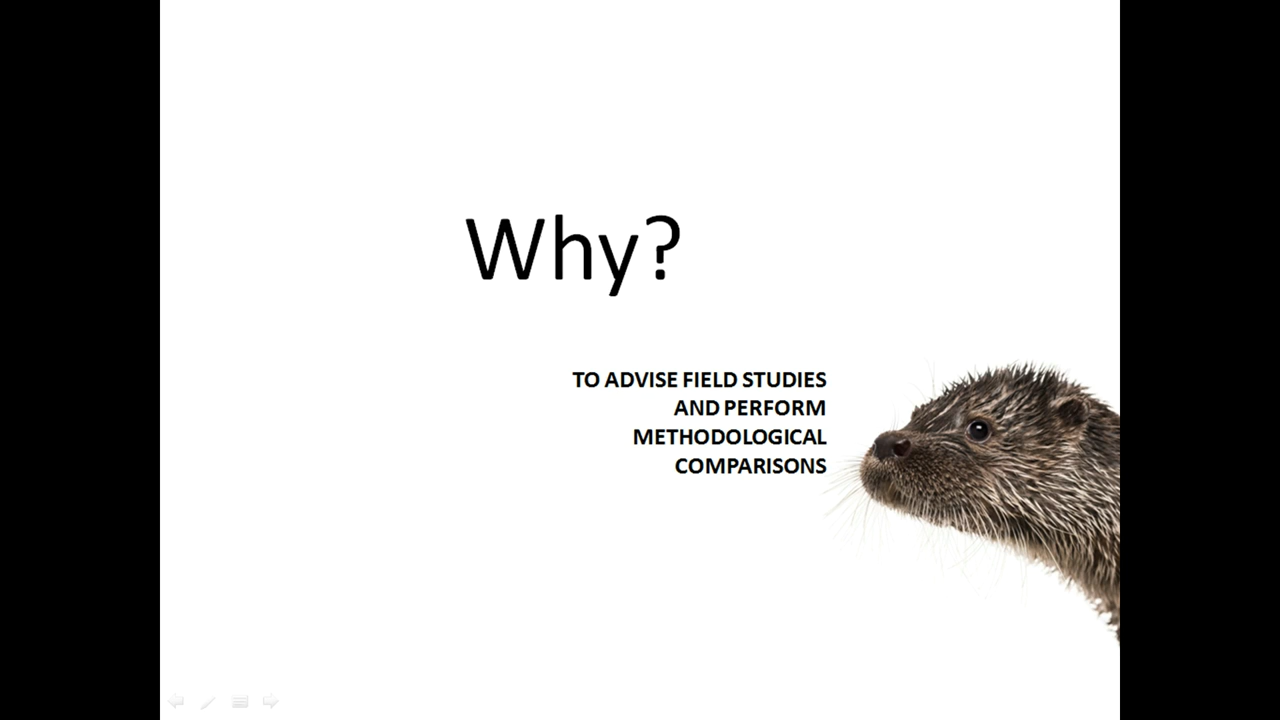 Why?
TO ADVISE FIELD STUDIES
AND PERFORM
METHODOLOGICAL
COMPARISONS